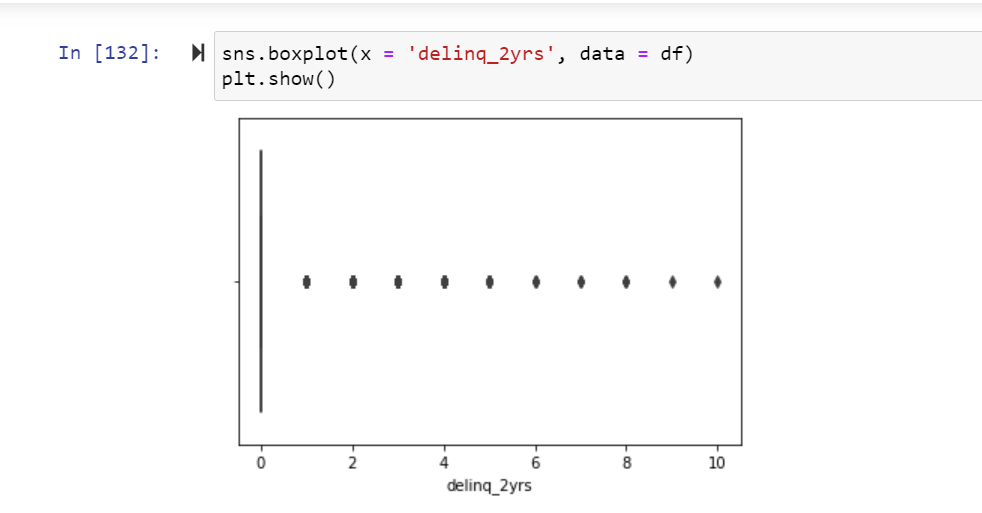 In [132]:
sns.boxplot(x = 'delinq_2yrs', data = df)
plt.show()
0 2 4 6 8 10
delinq_2yrs